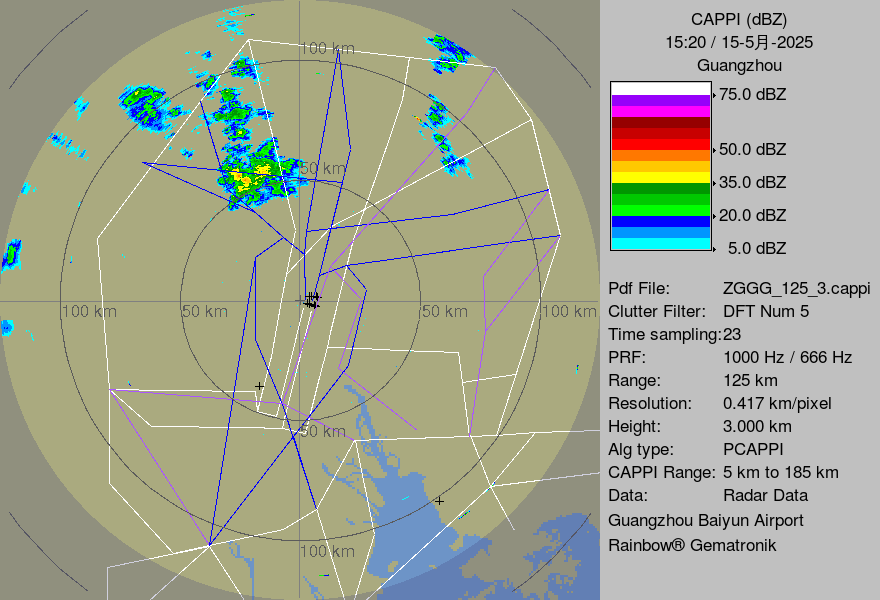 CAPPI (dBZ)
15:20 / 15-5月-2025
Guangzhou
75.0 dBZ
50.0 dBZ
35.0 dBZ
20.0 dBZ
5.0 dBZ
Pdf File: ZGGG_125_3.cappi
Clutter Filter: DFT Num 5
Time sampling:23
PRF: 1000 Hz / 666 Hz
Range: 125 km
Resolution: 0.417 km/pixel
Height: 3.000 km
Alg type: PCAPPI
CAPPI Range: 5 km to 185 km
Data: Radar Data
Guangzhou Baiyun Airport
Rainbow® Gematronik
100 km
50 km
100 km
50 km
50 km
100 km
50 km
100 km